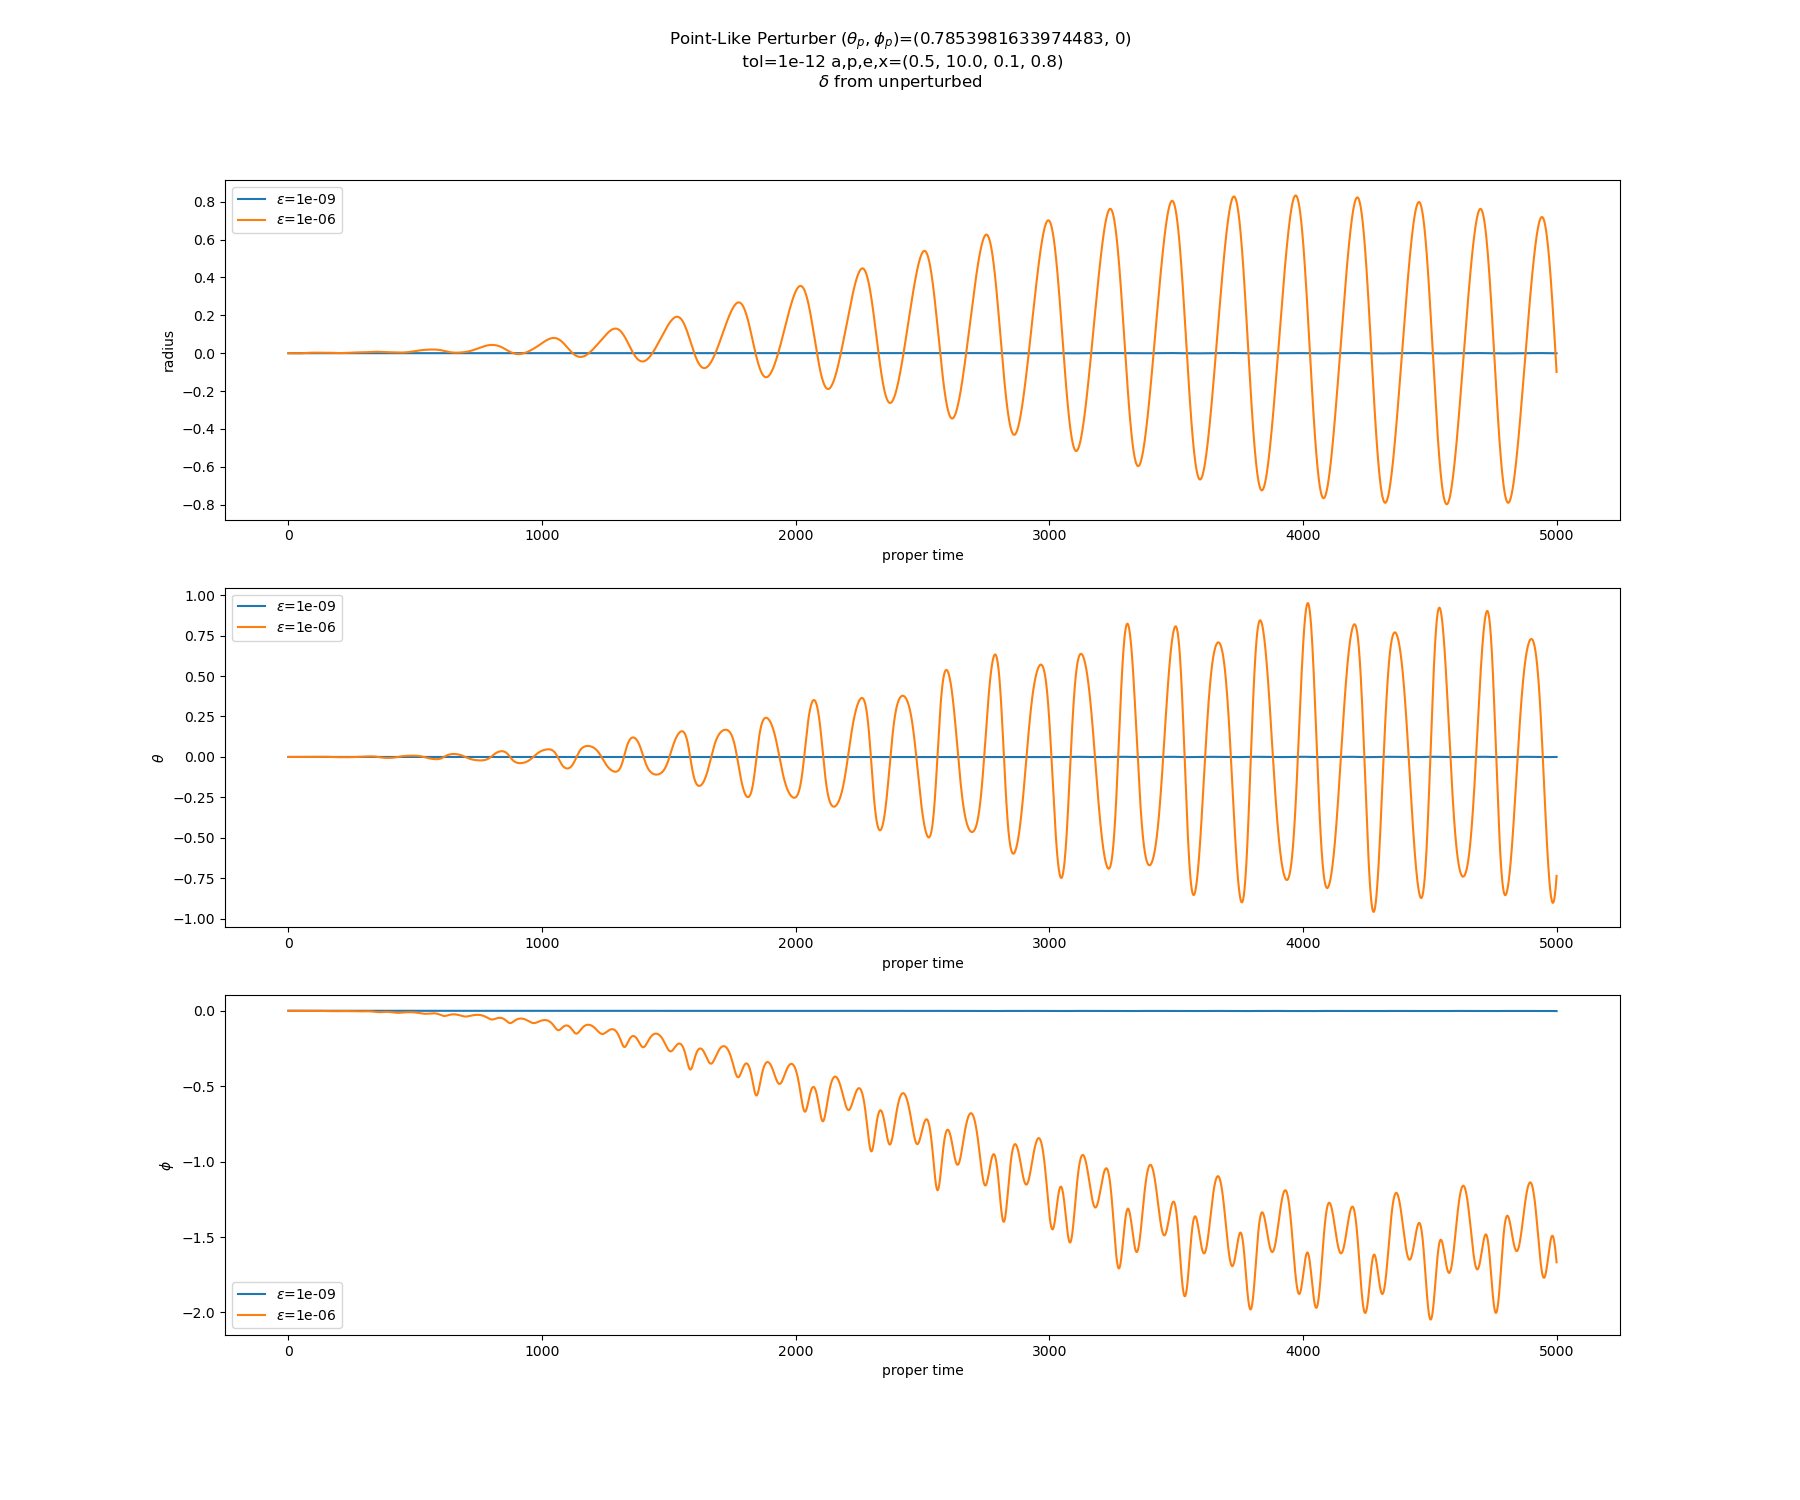 Point-Like Perturber (θₚ, ϕₚ)=(0.7853981633974483, 0)
tol=1e-12 a,p,e,x=(0.5, 10.0, 0.1, 0.8)
δ from unperturbed
ε=1e-09
ε=1e-06
0.8
0.6
0.4
0.2
0.0
−0.2
−0.4
−0.6
−0.8
radius
0 1000 2000 3000 4000 5000
proper time
ε=1e-09
ε=1e-06
1.00
0.75
0.50
0.25
0.00
−0.25
−0.50
−0.75
−1.00
θ
0 1000 2000 3000 4000 5000
proper time
0.0
−0.5
−1.0
−1.5
−2.0
ϕ
ε=1e-09
ε=1e-06
0 1000 2000 3000 4000 5000
proper time